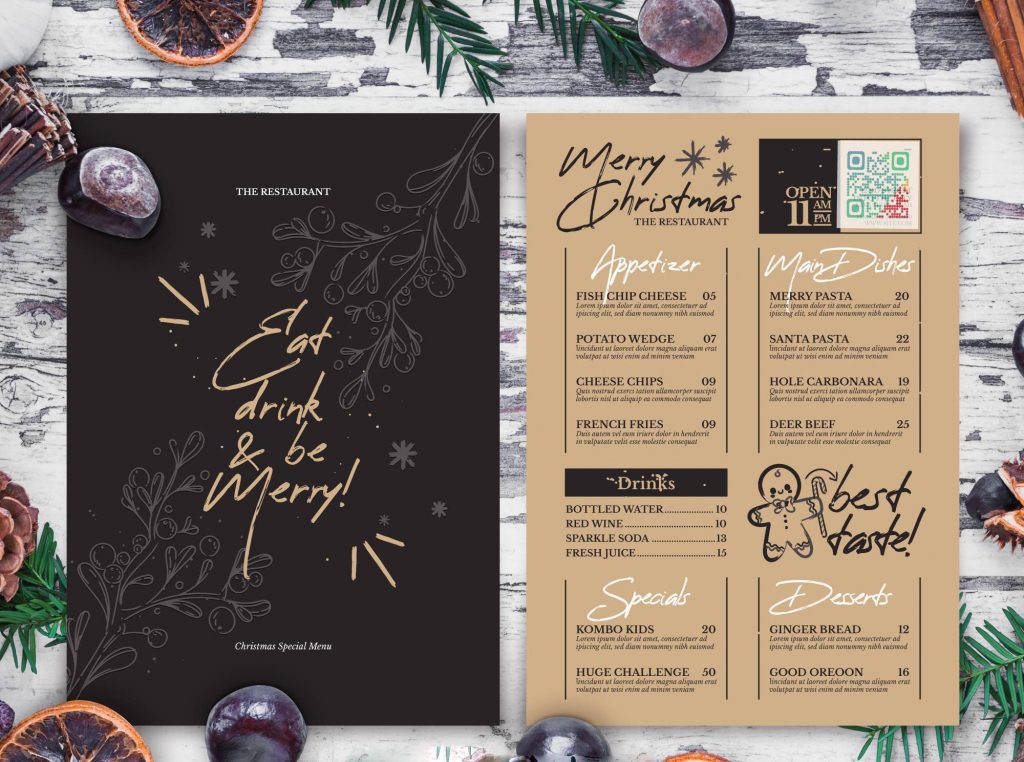 THE RESTAURANT
Eat
drink
& be
Merry!
Christmas Special Menu
Merry
Christmas
THE RESTAURANT
OPEN
11 AM
PM
Appetizer
FISH CHIP CHEESE 05
Lorem ipsum dolor sit amet, consectetuer ad
ipiscing elit, sed diam nonummy nibh euismod
POTATO WEDGE 07
Tincidunt ut laoreet dolore magna aliquam erat
volutpat ut wisi enim ad minim veniam
CHEESE CHIPS 09
Quis nostrud exerci tation ullamcorper suscipit
lobortis nisl ut aliquip ea commodo consequat
FRENCH FRIES 09
Duis autem vel eum iriure dolor in hendrerit
in vulputate velit esse molestie consequat
Main Dishes
MERRY PASTA 20
Lorem ipsum dolor sit amet, consectetuer ad
ipiscing elit, sed diam nonummy nibh euismod
SANTA PASTA 22
Tincidunt ut laoreet dolore magna aliquam erat
volutpat ut wisi enim ad minim veniam
HOLE CARBONARA 19
Quis nostrud exerci tation ullamcorper suscipit
lobortis nisl ut aliquip ea commodo consequat
DEER BEEF 25
Duis autem vel eum iriure dolor in hendrerit
in vulputate velit esse molestie consequat
Drinks
BOTTLED WATER...................... 10
RED WINE................................. 10
SPARKLE SODA ........................ 13
FRESH JUICE............................ 15
best
taste!
Specials
KOMBO KIDS 20
Lorem ipsum dolor sit amet, consectetuer ad
ipiscing elit, sed diam nonummy nibh euismod
HUGE CHALLENGE 50
Tincidunt ut laoreet dolore magna aliquam erat
volutpat ut wisi enim ad minim veniam
Desserts
GINGER BREAD 12
Lorem ipsum dolor sit amet, consectetuer ad
ipiscing elit, sed diam nonummy nibh euismod
GOOD OREOON 16
Tincidunt ut laoreet dolore magna aliquam erat
volutpat ut wisi enim ad minim veniam